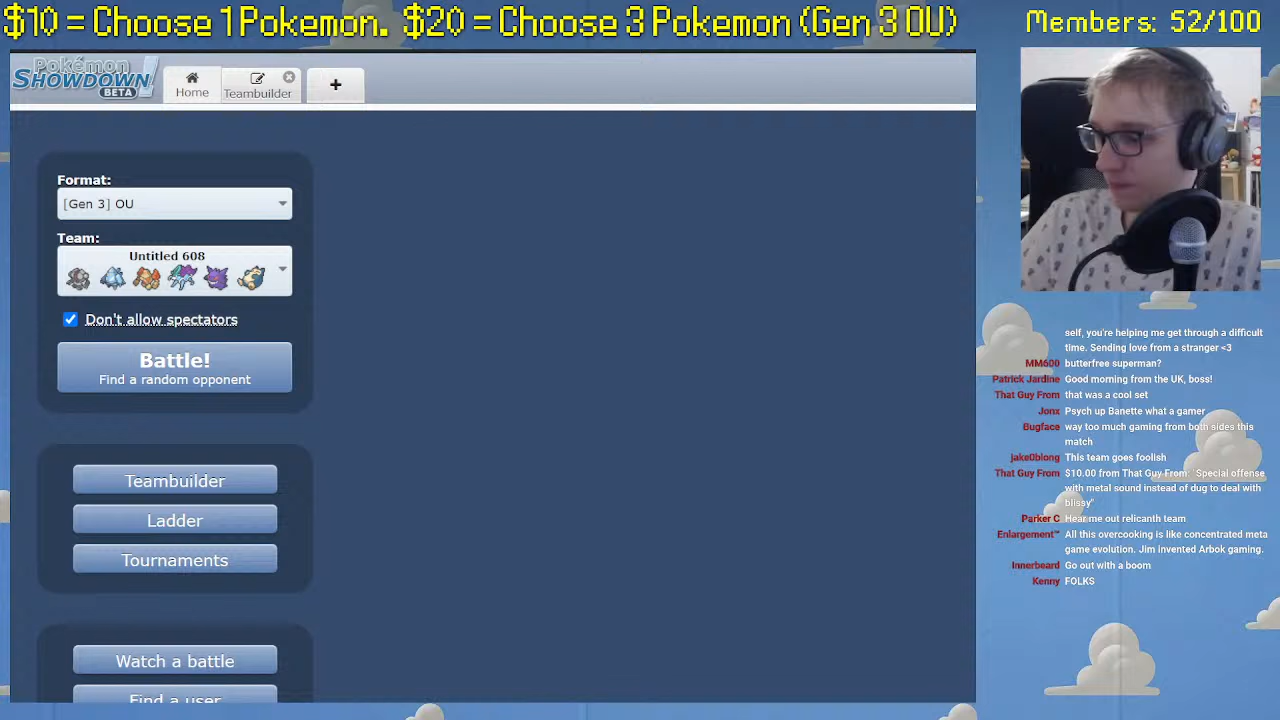 $10 = Choose 1 Pokemon. $20 = Choose 3 Pokemon (Gen 3 OU)
Members: 52/100
Pokémon
SHOWDOWN!
BETA
Home
Teambuilder
+
Format:
[Gen 3] OU
Team:
Untitled 608
Don't allow spectators
Battle!
Find a random opponent
Teambuilder
Ladder
Tournaments
Watch a battle
Find a user
self, you're helping me get through a difficult
time. Sending love from a stranger <3
MM600 butterfree superman?
Patrick Jardine Good morning from the UK, boss!
That Guy From that was a cool set
Jonx Psych up Banette what a gamer
Bugface way too much gaming from both sides this
match
jake0blong This team goes foolish
That Guy From $10.00 from That Guy From: "Special offense
with metal sound instead of dug to deal with
blissy"
Parker C Hear me out relicanth team
Enlargement™ All this overcooking is like concentrated meta
game evolution. Jim invented Arbok gaming.
Innerbeard Go out with a boom
Kenny FOLKS